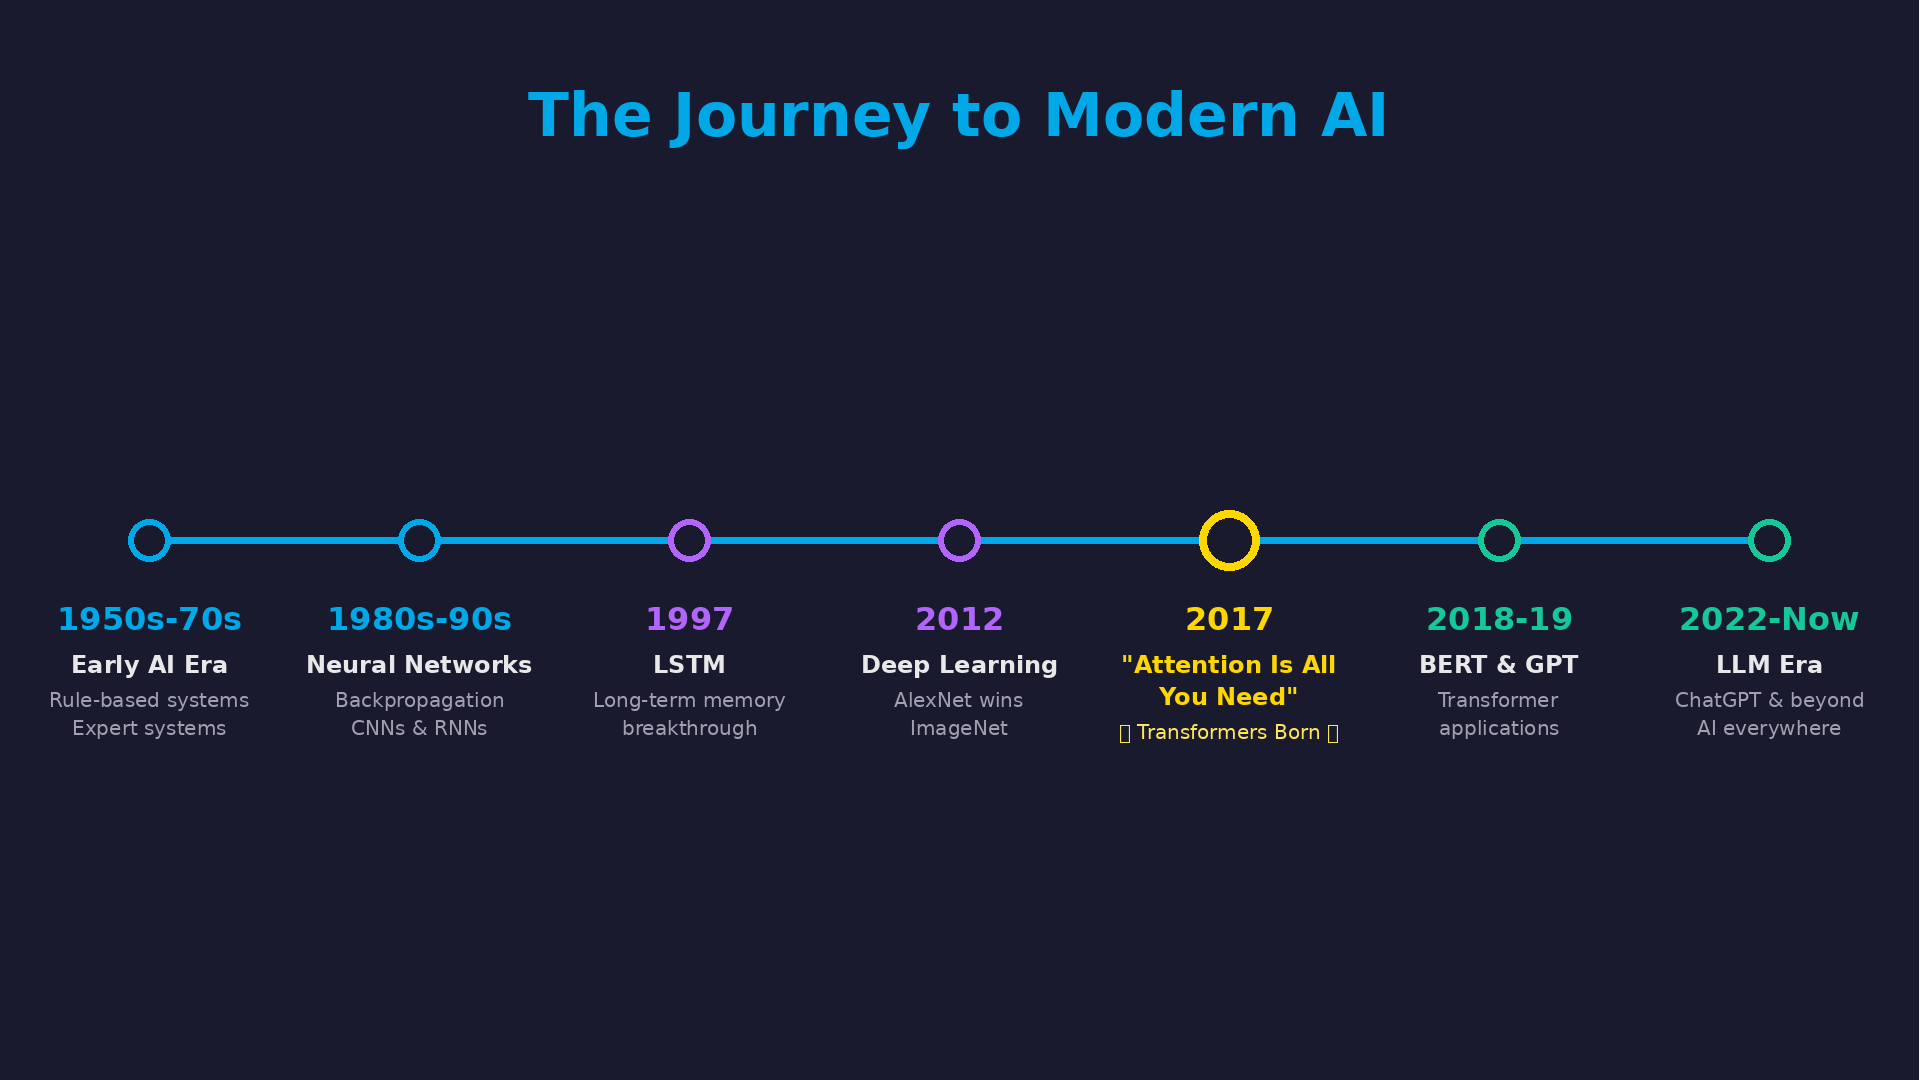 The Journey to Modern AI
1950s-70s
Early AI Era
Rule-based systems
Expert systems
1980s-90s
Neural Networks
Backpropagation
CNNs & RNNs
1997
LSTM
Long-term memory
breakthrough
2012
Deep Learning
AlexNet wins
ImageNet
2017
"Attention Is All
You Need"
Transformers Born
2018-19
BERT & GPT
Transformer
applications
2022-Now
LLM Era
ChatGPT & beyond
AI everywhere